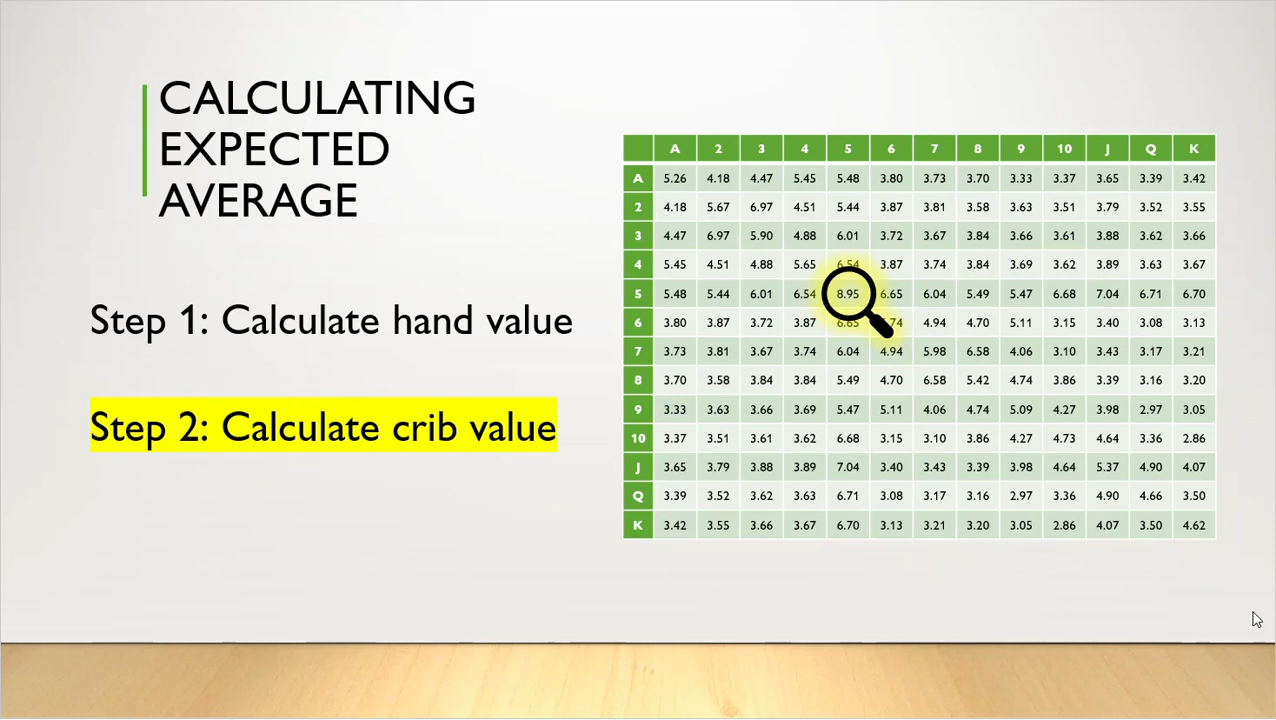 CALCULATING
EXPECTED
AVERAGE
Step 1: Calculate hand value
Step 2: Calculate crib value
A 2 3 4 5 6 7 8 9 10 J Q K
A 5.26 4.18 4.47 5.45 5.48 3.80 3.73 3.70 3.33 3.37 3.65 3.39 3.42
2 4.18 5.67 6.97 4.51 5.44 3.87 3.81 3.58 3.63 3.51 3.79 3.52 3.55
3 4.47 6.97 5.90 4.88 6.01 3.72 3.67 3.84 3.66 3.61 3.88 3.62 3.66
4 5.45 4.51 4.88 5.65 6.54 3.87 3.74 3.84 3.69 3.62 3.89 3.63 3.67
5 5.48 5.44 6.01 6.54 8.95 6.65 6.04 5.49 5.47 6.68 7.04 6.71 6.70
6 3.80 3.87 3.72 3.87 6.65 4.94 4.70 5.11 3.15 3.40 3.08 3.13
7 3.73 3.81 3.67 3.74 6.04 4.94 5.98 6.58 4.06 3.10 3.43 3.17 3.21
8 3.70 3.58 3.84 3.84 5.49 4.70 6.58 5.42 4.74 3.86 3.39 3.16 3.20
9 3.33 3.63 3.66 3.69 5.47 5.11 4.06 4.74 5.09 4.27 3.98 2.97 3.05
10 3.37 3.51 3.61 3.62 6.68 3.15 3.10 3.86 4.27 4.73 4.64 3.36 2.86
J 3.65 3.79 3.88 3.89 7.04 3.40 3.43 3.39 3.98 4.64 5.37 4.90 4.07
Q 3.39 3.52 3.62 3.63 6.71 3.08 3.17 3.16 2.97 3.36 4.90 4.66 3.50
K 3.42 3.55 3.66 3.67 6.70 3.13 3.21 3.20 3.05 2.86 4.07 3.50 4.62